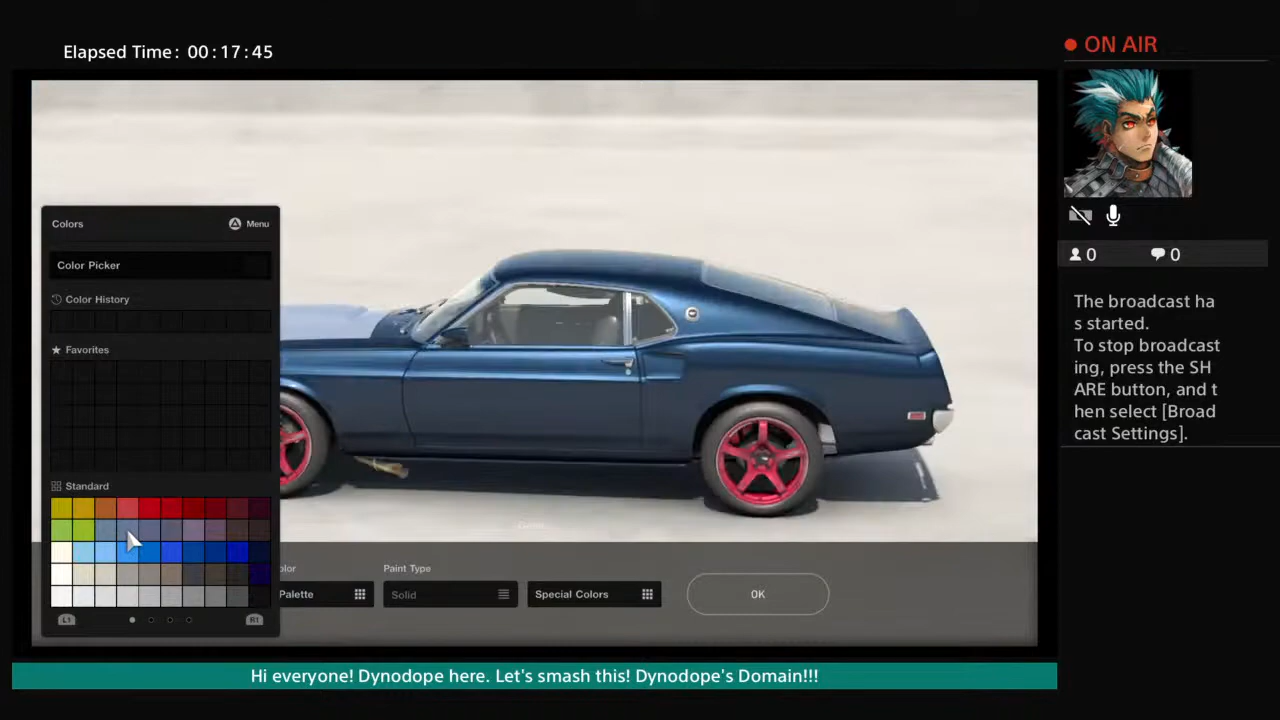 Elapsed Time: 00:17:45
ON AIR
Colors
Menu
Color Picker
Color History
Favorites
Standard
L1
R1
olor
Palette
Paint Type
Solid
Special Colors
OK
0
0
The broadcast ha
s started.
To stop broadcast
ing, press the SH
ARE button, and t
hen select [Broad
cast Settings].
Hi everyone! Dynodope here. Let's smash this! Dynodope's Domain!!!